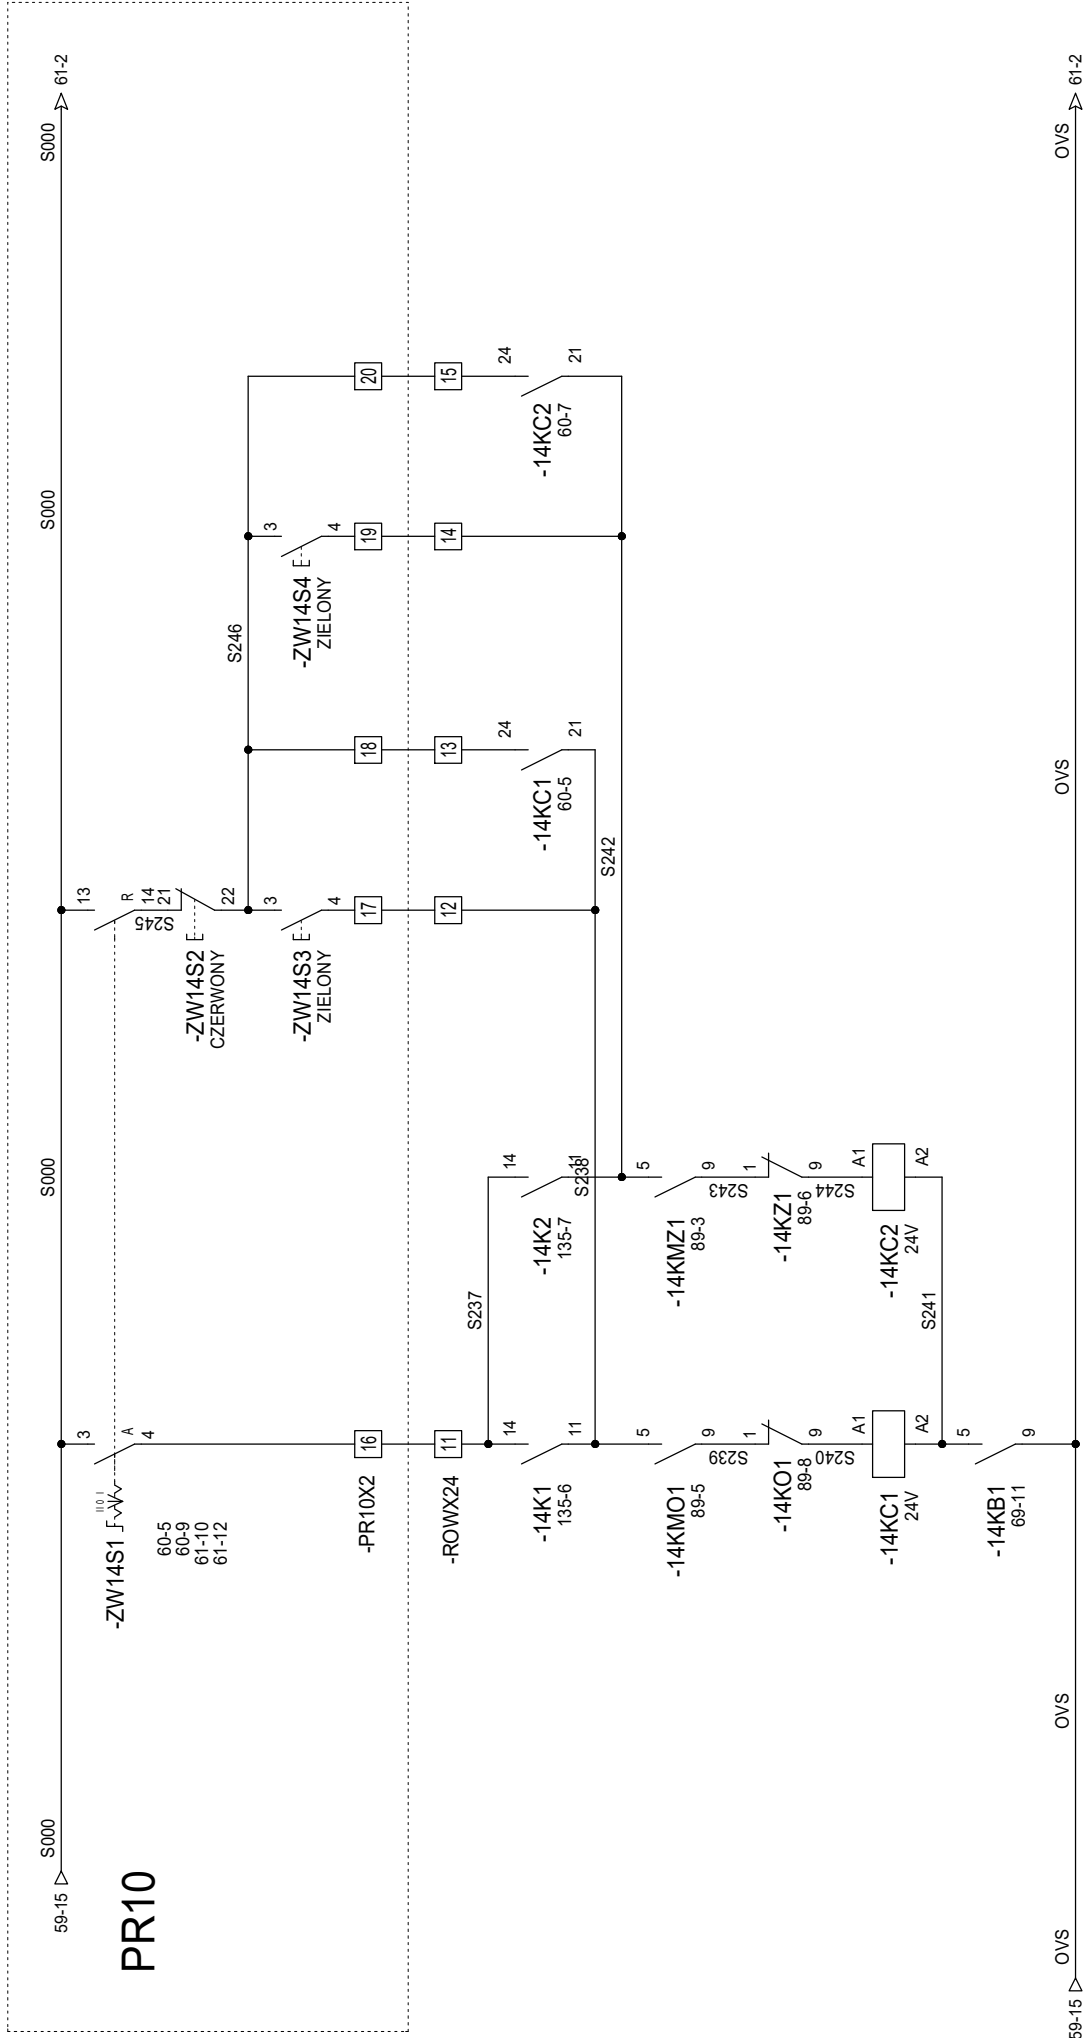 PR10
59-15
S000
S000
S000
S000
61-2
-ZW14S1
II 0 I
60-5
60-9
61-10
61-12
3
A
4
13
R
14
S245
21
22
-ZW14S2
CZERWONY
S246
-ZW14S3
ZIELONY
3
4
-ZW14S4
ZIELONY
3
4
-PR10X2
16
17
18
19
20
-ROWX24
11
12
13
14
15
S237
-14K1
135-6
14
11
-14K2
135-7
14
11
S238
-14KC1
60-5
24
21
-14KC2
60-7
24
21
S242
-14KMO1
89-5
5
9
S239
-14KMZ1
89-3
5
9
S243
-14KO1
89-8
1
9
S240
-14KZ1
89-6
1
9
S244
-14KC1
24V
A1
A2
-14KC2
24V
A1
A2
S241
-14KB1
69-11
5
9
59-15
OVS
OVS
OVS
OVS
61-2